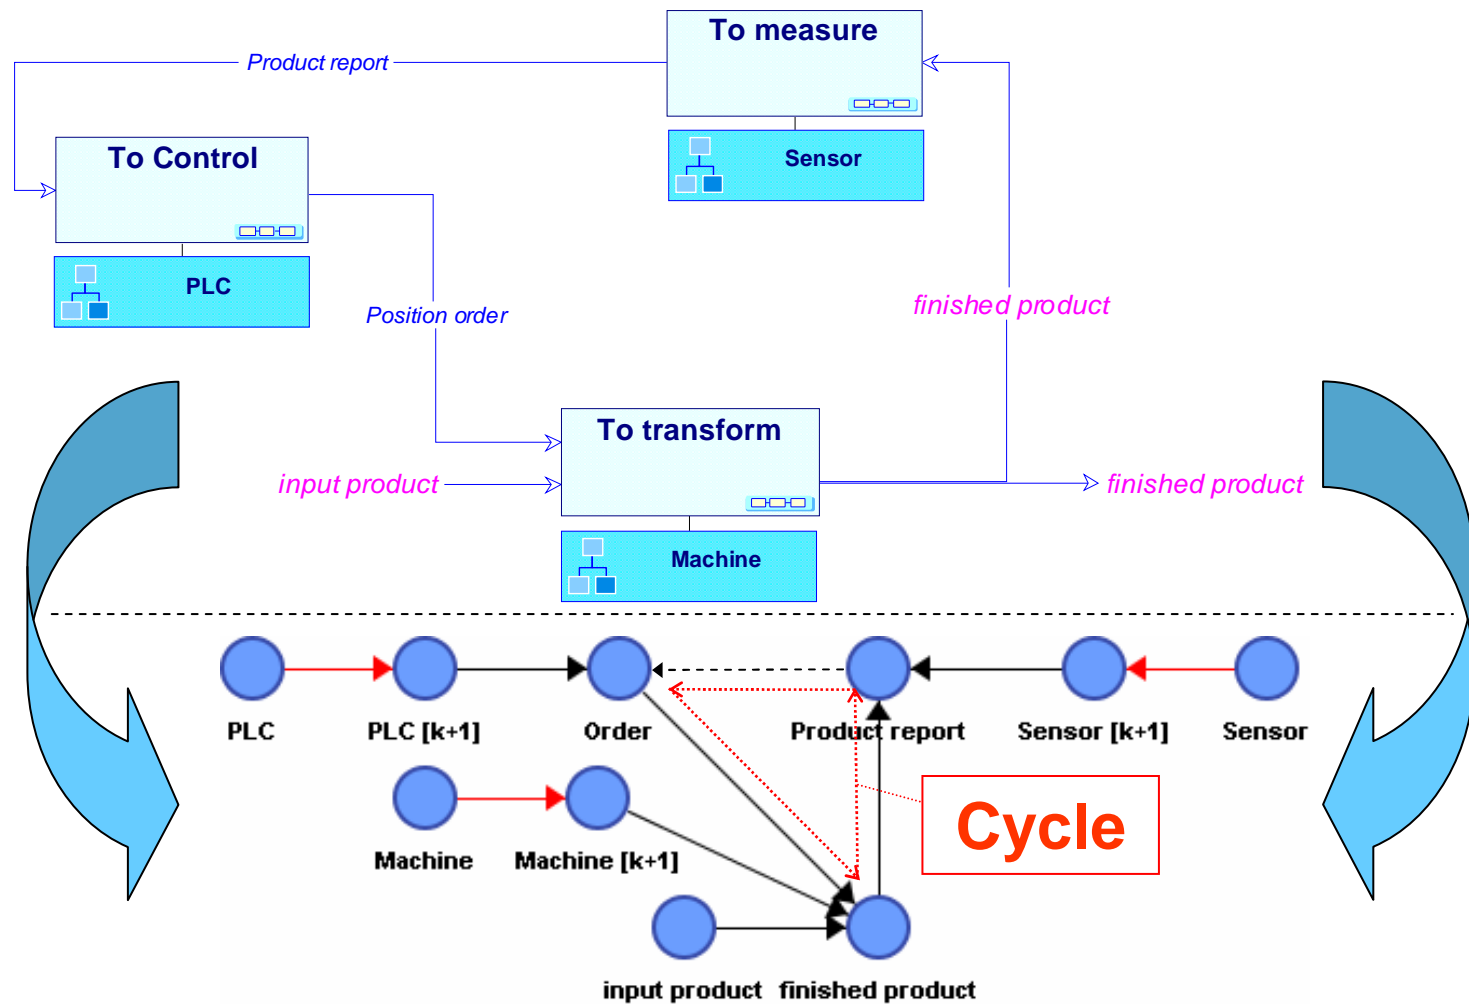 To measure
Product report
Sensor
To Control
PLC
Position order
finished product
To transform
input product
finished product
Machine
PLC
PLC [k+1]
Order
Product report
Sensor [k+1]
Sensor
Cycle
Machine
Machine [k+1]
input product
finished product